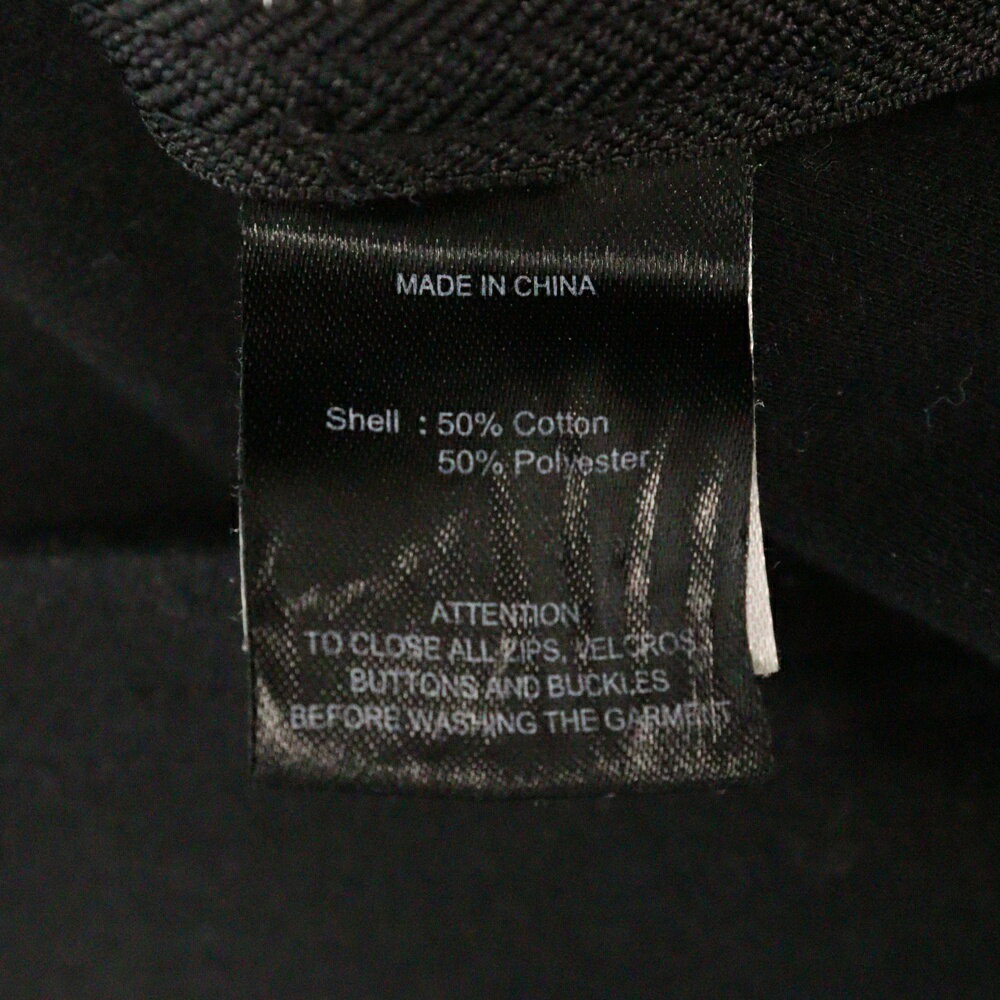 MADE IN CHINA
Shell : 50% Cotton
50% Polyester
ATTENTION
TO CLOSE ALL ZIPS, VELCROS
BUTTONS AND BUCKLES
BEFORE WASHING THE GARMENT